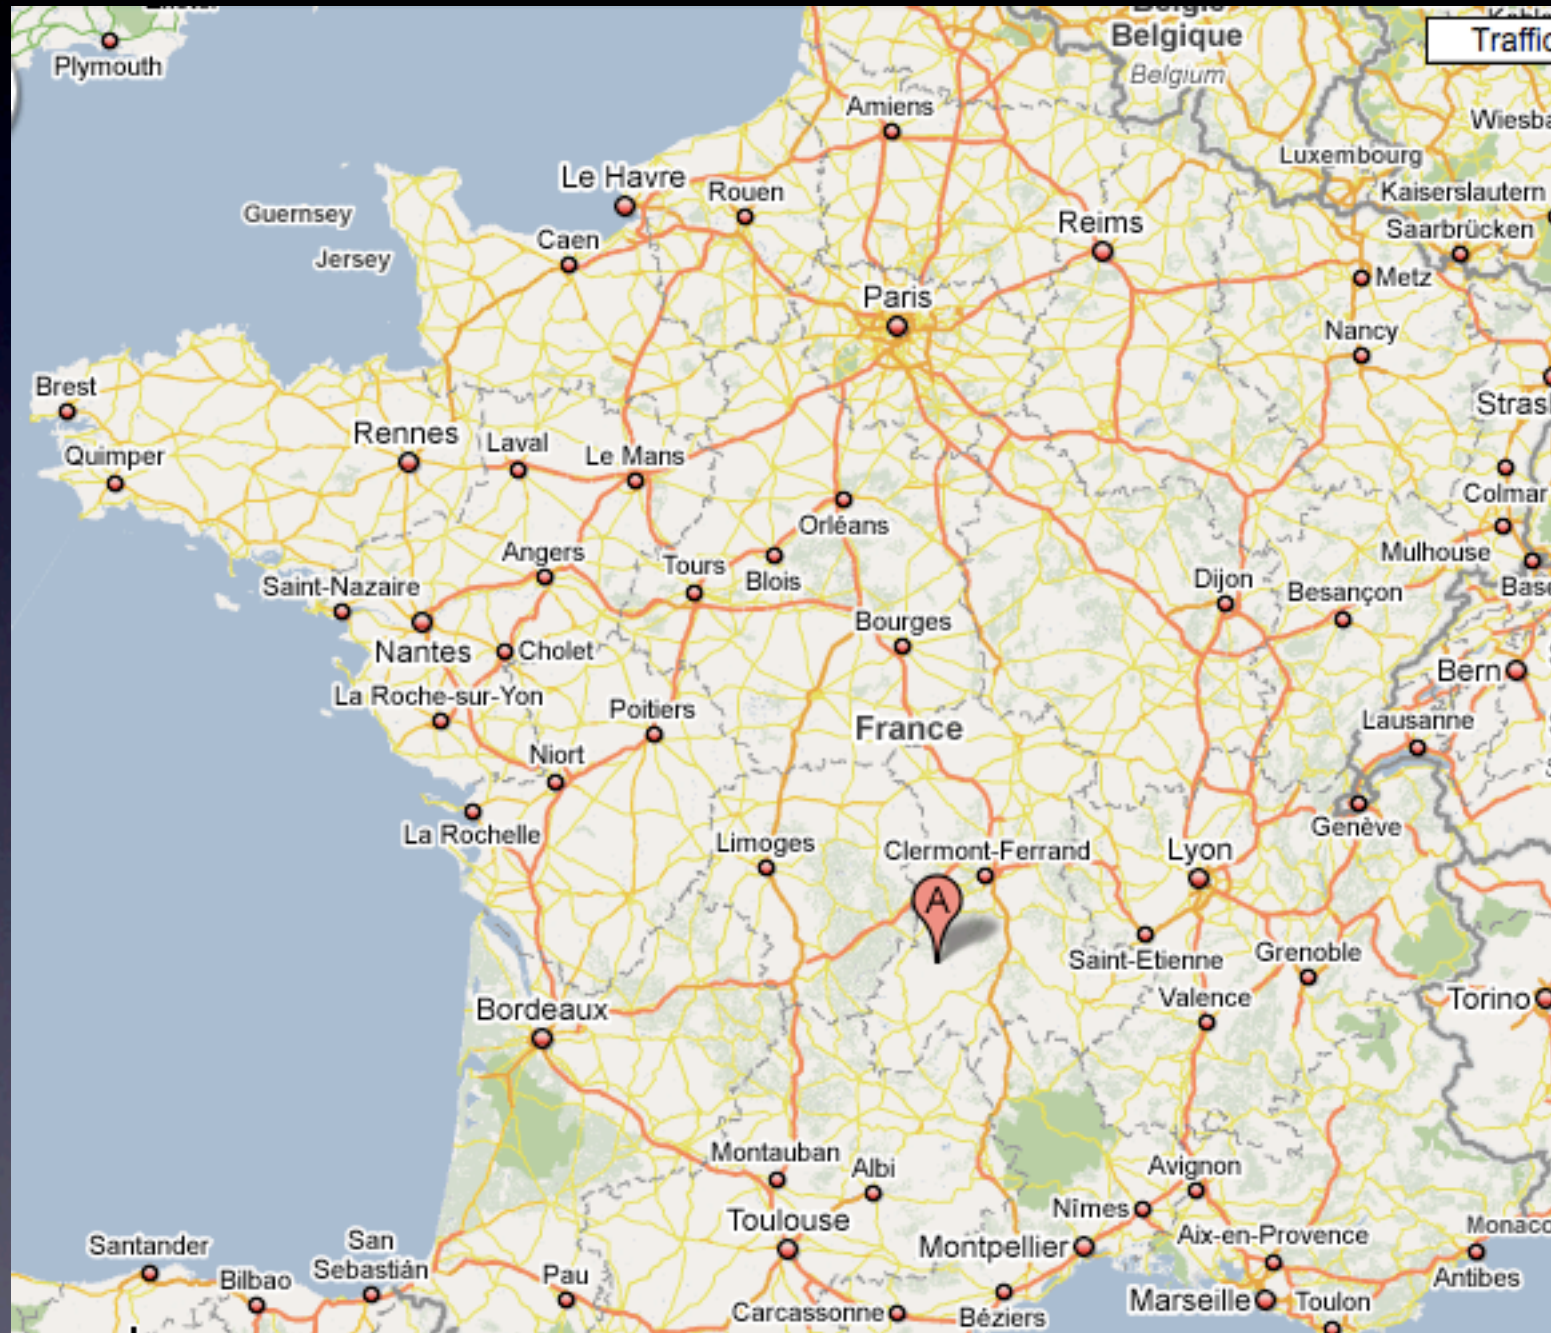 Plymouth
België
Belgique
Belgium
Traffic
Amiens
Luxembourg
Le Havre
Rouen
Kaiserslautern
Guernsey
Reims
Saarbrücken
Caen
Jersey
Metz
Paris
Nancy
Brest
Rennes
Laval
Le Mans
Quimper
Colmar
Orléans
Angers
Tours
Blois
Mulhouse
Saint-Nazaire
Dijon
Besançon
Bourges
Nantes
Cholet
Bern
La Roche-sur-Yon
Poitiers
France
Lausanne
Niort
La Rochelle
Genève
Limoges
Clermont-Ferrand
Lyon
A
Saint-Etienne
Grenoble
Bordeaux
Valence
Torino
Montauban
Albi
Avignon
Nîmes
Toulouse
Montpellier
Aix-en-Provence
Monaco
Santander
San
Sebastián
Bilbao
Pau
Antibes
Carcassonne
Béziers
Marseille
Toulon